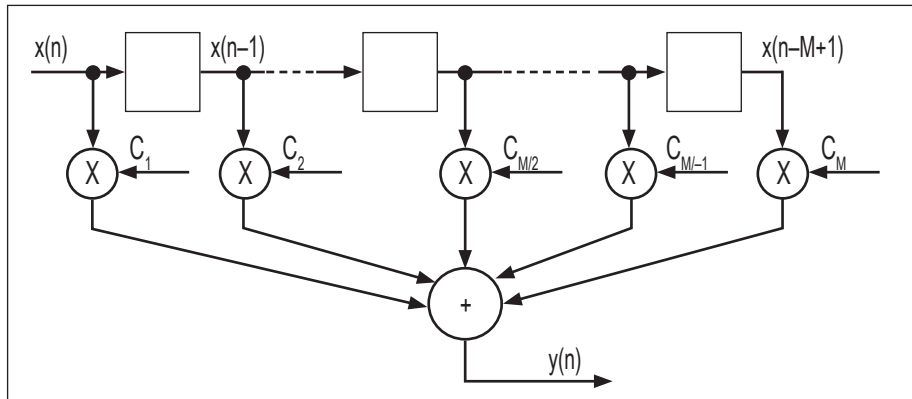 x(n) x(n–1) x(n–M+1)
C1 C2 CM/2 CM/–1 CM
X X X X X
+
y(n)